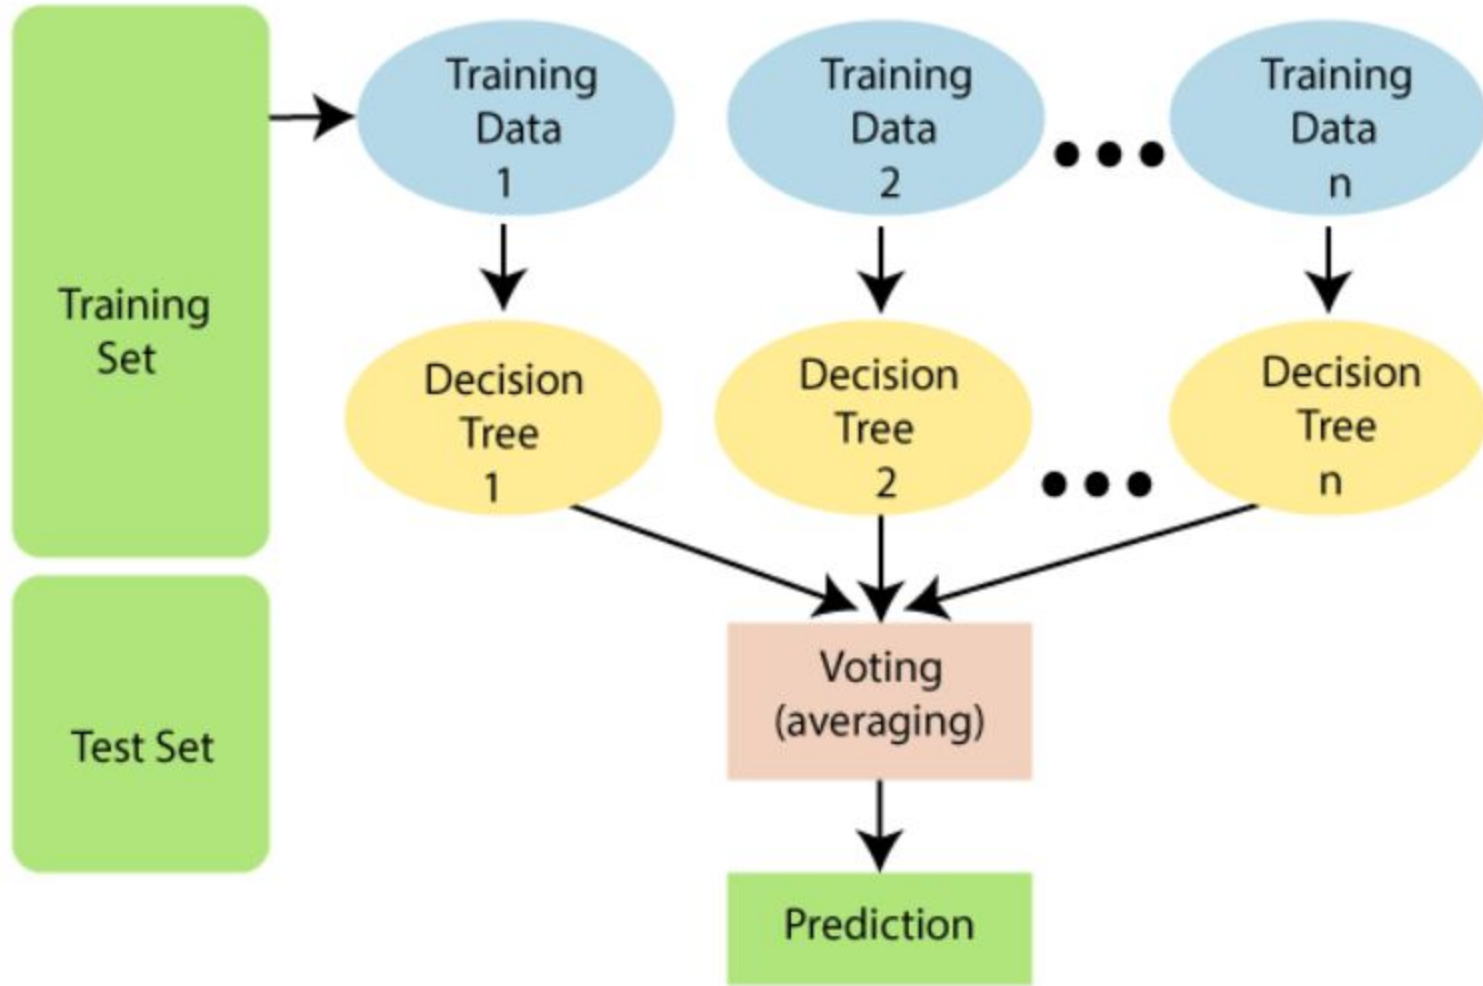 Training
Set
Training
Data
1
Training
Data
2
Training
Data
n
Decision
Tree
1
Decision
Tree
2
Decision
Tree
n
Test Set
Voting
(averaging)
Prediction